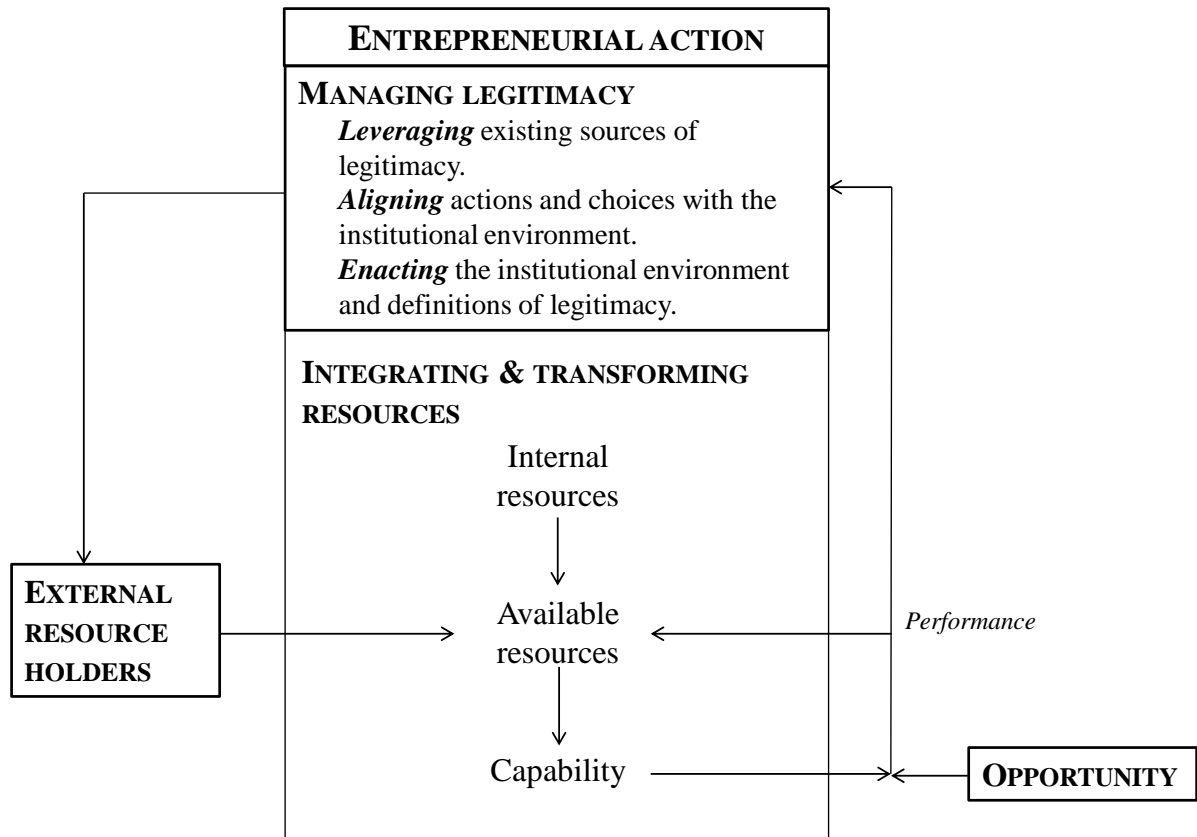 ENTREPRENEURIAL ACTION
MANAGING LEGITIMACY
Leveraging existing sources of
legitimacy.
Aligning actions and choices with the
institutional environment.
Enacting the institutional environment
and definitions of legitimacy.
INTEGRATING & TRANSFORMING
RESOURCES
Internal
resources
EXTERNAL
RESOURCE
HOLDERS
Available
resources
Performance
Capability
OPPORTUNITY